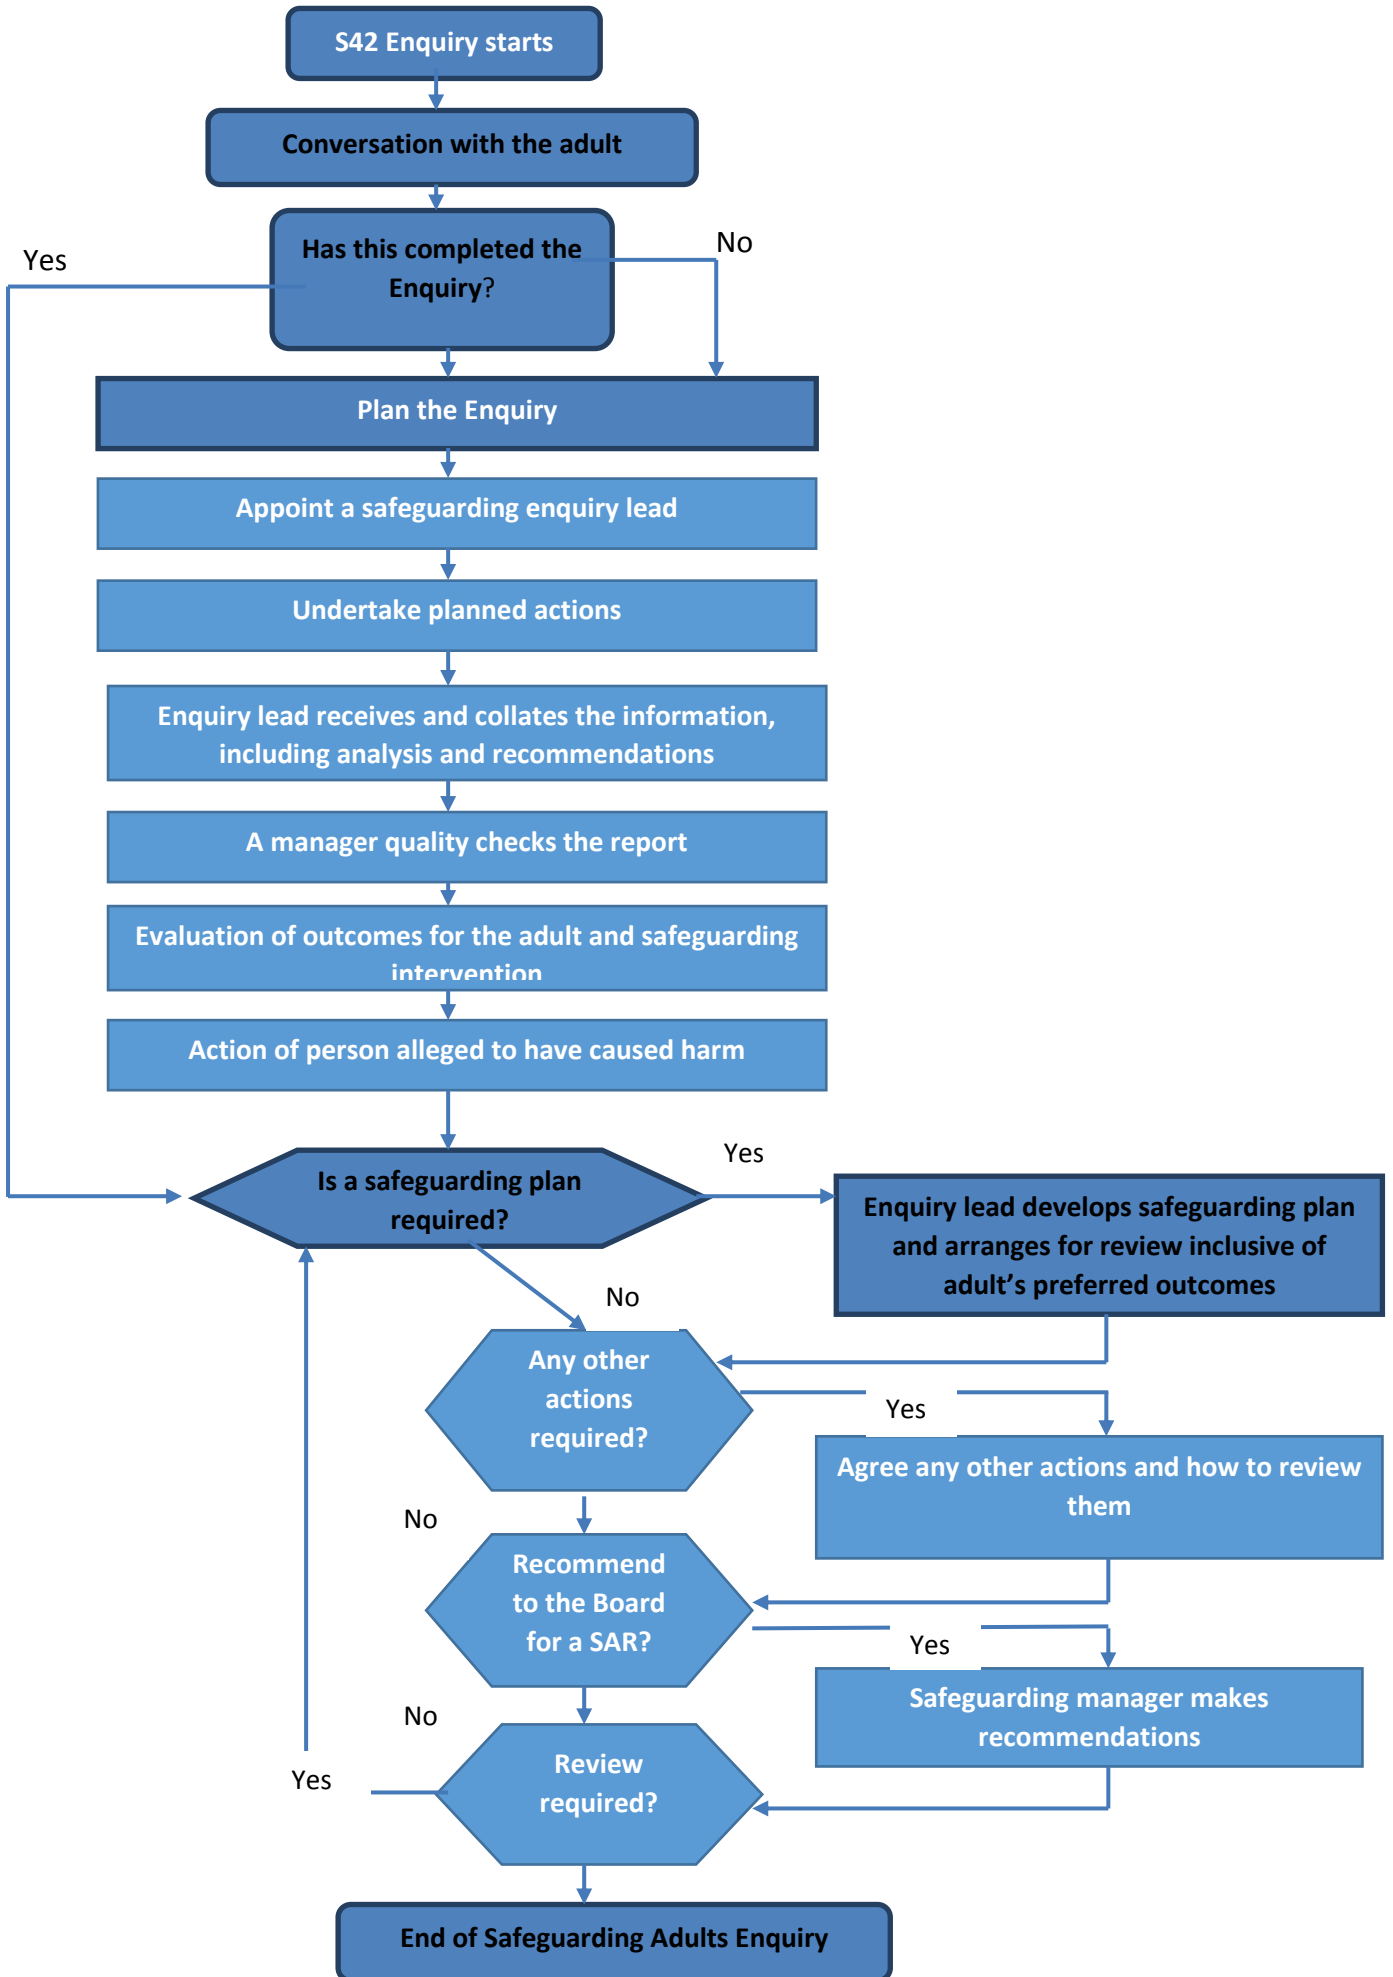 S42 Enquiry starts
Conversation with the adult
Has this completed the
Enquiry?
Yes
No
Plan the Enquiry
Appoint a safeguarding enquiry lead
Undertake planned actions
Enquiry lead receives and collates the information,
including analysis and recommendations
A manager quality checks the report
Evaluation of outcomes for the adult and safeguarding
intervention
Action of person alleged to have caused harm
Is a safeguarding plan
required?
Yes
Enquiry lead develops safeguarding plan
and arranges for review inclusive of
adult’s preferred outcomes
No
Any other
actions
required?
Yes
Agree any other actions and how to review
them
No
Recommend
to the Board
for a SAR?
Yes
Safeguarding manager makes
recommendations
No
Review
required?
Yes
End of Safeguarding Adults Enquiry